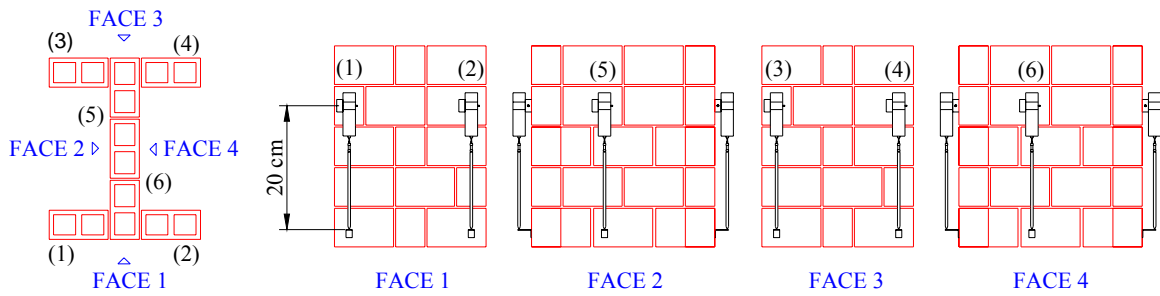 FACE 3
(3)
(4)
(5)
FACE 2
FACE 4
(6)
(1)
(2)
FACE 1
(1)
(2)
20 cm
FACE 1
(5)
FACE 2
(3)
(4)
FACE 3
(6)
FACE 4